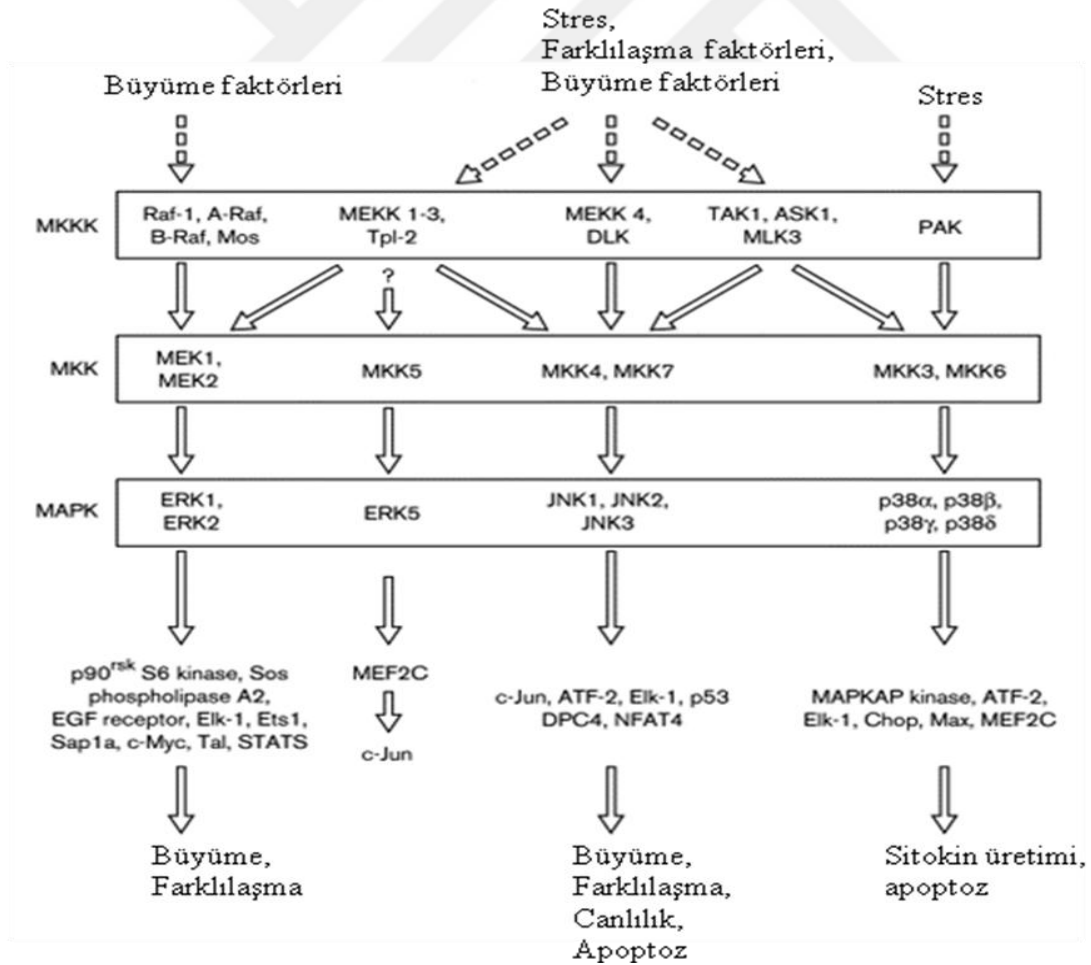 Stres,
Farklılaşma faktörleri,
Büyüme faktörleri
Büyüme faktörleri
Stres
MKKK
Raf-1, A-Raf,
B-Raf, Mos
MEKK 1-3,
Tpl-2
MEKK 4,
DLK
TAK1, ASK1,
MLK3
PAK
?
MKK
MEK1,
MEK2
MKK5
MKK4, MKK7
MKK3, MKK6
MAPK
ERK1,
ERK2
ERK5
JNK1, JNK2,
JNK3
p38α, p38β,
p38γ, p38δ
p90rsk S6 kinase, Sos
phospholipase A2,
EGF receptor, Elk-1, Ets1,
Sap1a, c-Myc, Tal, STATS
MEF2C
c-Jun
c-Jun, ATF-2, Elk-1, p53
DPC4, NFAT4
MAPKAP kinase, ATF-2,
Elk-1, Chop, Max, MEF2C
Büyüme,
Farklılaşma
Büyüme,
Farklılaşma,
Canlılık,
Apoptoz
Sitokin üretimi,
apoptoz